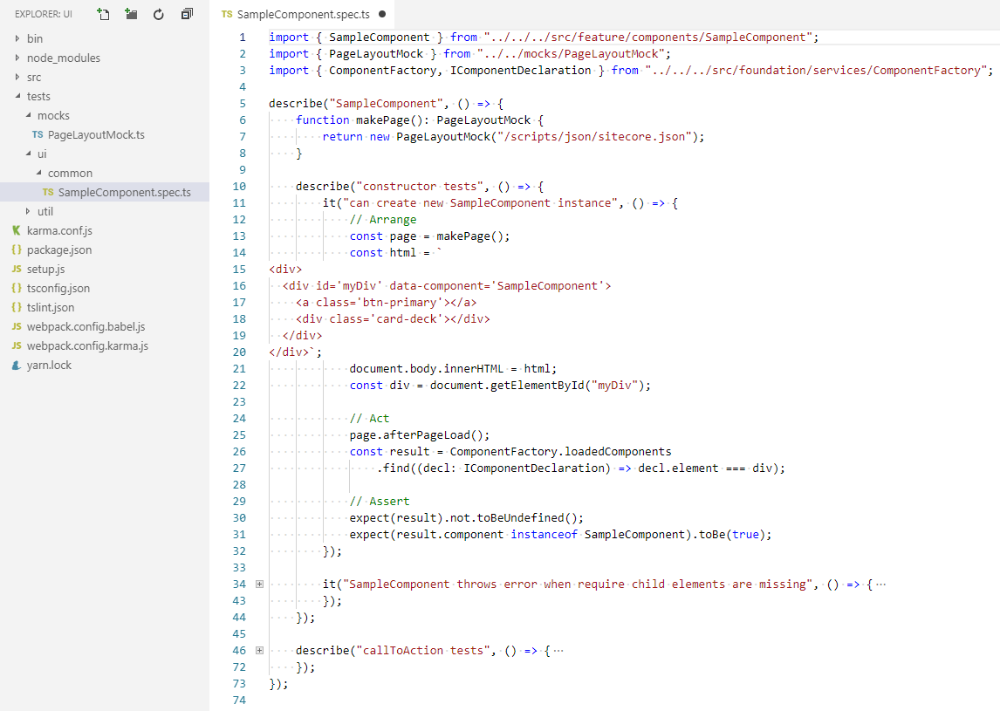 EXPLORER: UI
bin
node_modules
src
tests
mocks
TS PageLayoutMock.ts
ui
common
TS SampleComponent.spec.ts
util
K karma.conf.js
{} package.json
JS setup.js
{} tsconfig.json
{} tslint.json
JS webpack.config.babel.js
JS webpack.config.karma.js
yarn.lock
TS SampleComponent.spec.ts ●
1 import { SampleComponent } from "../../../src/feature/components/SampleComponent";
2 import { PageLayoutMock } from "../../mocks/PageLayoutMock";
3 import { ComponentFactory, IComponentDeclaration } from "../../../src/foundation/services/ComponentFactory";
4
5 describe("SampleComponent", () => {
6     function makePage(): PageLayoutMock {
7         return new PageLayoutMock("/scripts/json/sitecore.json");
8     }
9
10     describe("constructor tests", () => {
11         it("can create new SampleComponent instance", () => {
12             // Arrange
13             const page = makePage();
14             const html = `
15 <div>
16   <div id='myDiv' data-component='SampleComponent'>
17     <a class='btn-primary'></a>
18     <div class='card-deck'></div>
19   </div>
20 </div>`;
21             document.body.innerHTML = html;
22             const div = document.getElementById("myDiv");
23
24             // Act
25             page.afterPageLoad();
26             const result = ComponentFactory.loadedComponents
27                 .find((decl: IComponentDeclaration) => decl.element === div);
28
29             // Assert
30             expect(result).not.toBeUndefined();
31             expect(result.component instanceof SampleComponent).toBe(true);
32         });
33
34         it("SampleComponent throws error when require child elements are missing", () => { ⋯
43         });
44     });
45
46     describe("callToAction tests", () => { ⋯
72     });
73 });
74